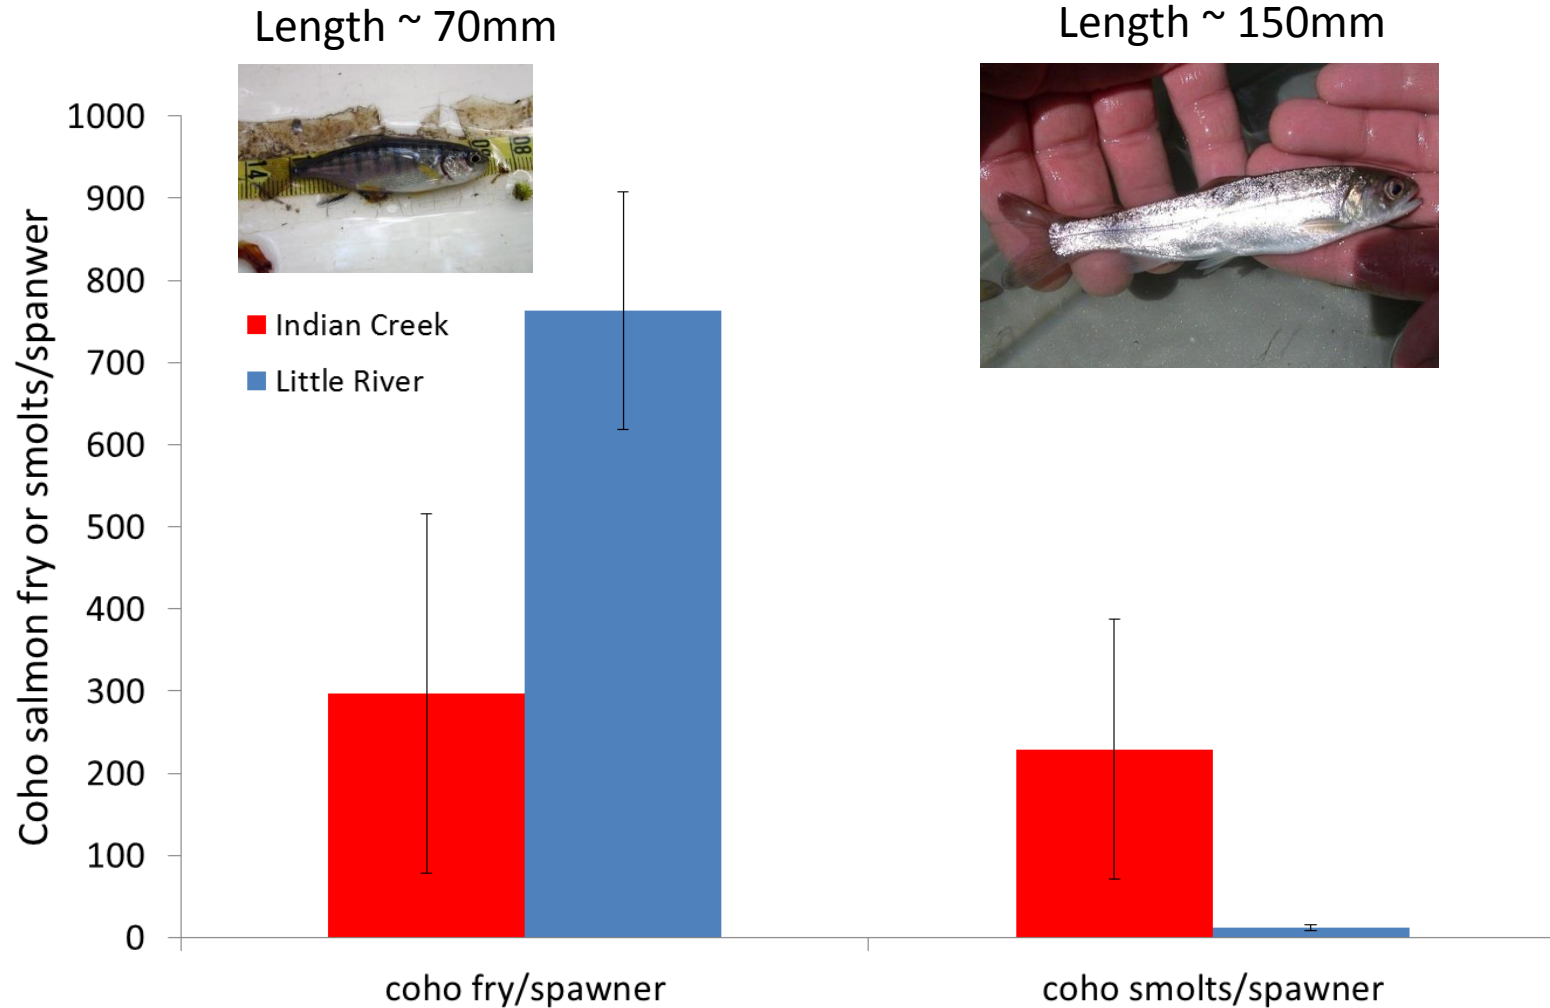 Length ~ 70mm
Length ~ 150mm
Coho salmon fry or smolts/spanwer
1000
900
800
700
600
500
400
300
200
100
0
Indian Creek
Little River
coho fry/spawner
coho smolts/spawner